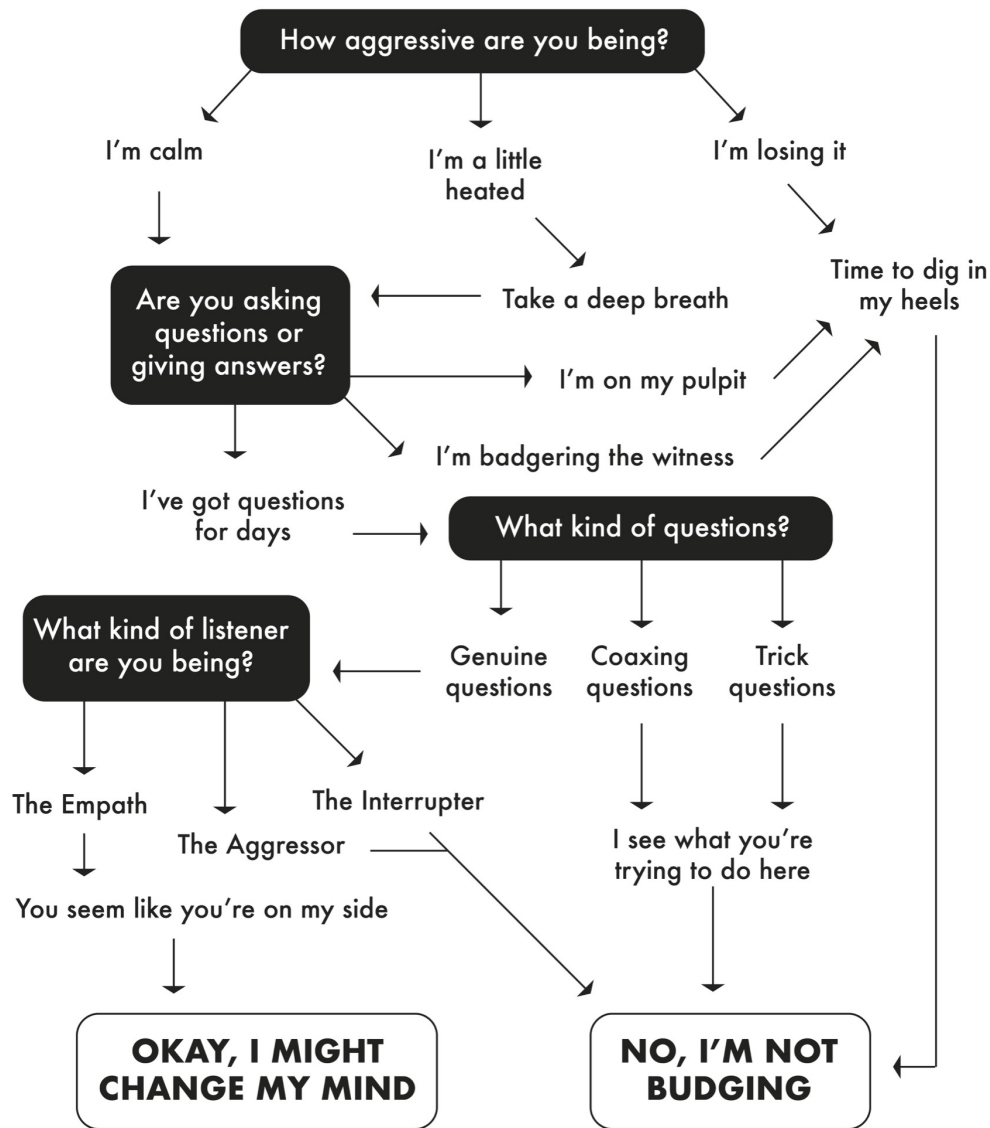 How aggressive are you being?
I’m calm
I’m a little
heated
I’m losing it
Time to dig in
my heels
Take a deep breath
Are you asking
questions or
giving answers?
I’m on my pulpit
I’m badgering the witness
I’ve got questions
for days
What kind of questions?
What kind of listener
are you being?
Genuine
questions
Coaxing
questions
Trick
questions
The Empath
The Interrupter
The Aggressor
I see what you’re
trying to do here
You seem like you’re on my side
OKAY, I MIGHT
CHANGE MY MIND
NO, I’M NOT
BUDGING